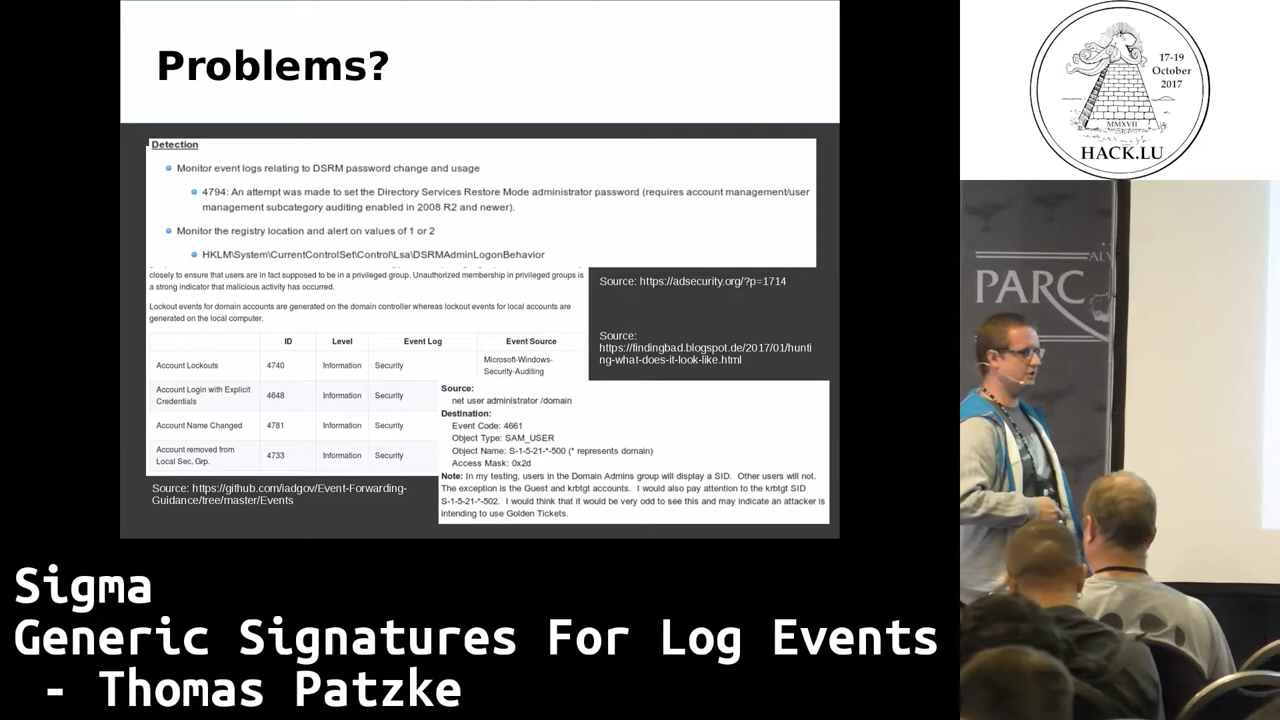 Problems?
Detection
Monitor event logs relating to DSRM password change and usage
4794: An attempt was made to set the Directory Services Restore Mode administrator password (requires account management/user
management subcategory auditing enabled in 2008 R2 and newer).
Monitor the registry location and alert on values of 1 or 2
HKLM\System\CurrentControlSet\Control\Lsa\DSRMAdminLogonBehavior
closely to ensure that users are in fact supposed to be in a privileged group. Unauthorized membership in privileged groups is
a strong indicator that malicious activity has occurred.
Lockout events for domain accounts are generated on the domain controller whereas lockout events for local accounts are
generated on the local computer.
ID Level Event Log Event Source
Account Lockouts 4740 Information Security Microsoft-Windows-
Security-Auditing
Account Login with Explicit
Credentials 4648 Information Security
Account Name Changed 4781 Information Security
Account removed from
Local Sec. Grp. 4733 Information Security
Source: https://github.com/iadgov/Event-Forwarding-
Guidance/tree/master/Events
Source: https://adsecurity.org/?p=1714
Source:
https://findingbad.blogspot.de/2017/01/hunti
ng-what-does-it-look-like.html
Source:
net user administrator /domain
Destination:
Event Code: 4661
Object Type: SAM_USER
Object Name: S-1-5-21-*-500 (* represents domain)
Access Mask: 0x2d
Note: In my testing, users in the Domain Admins group will display a SID. Other users will not.
The exception is the Guest and krbtgt accounts. I would also pay attention to the krbtgt SID
S-1-5-21-*-502. I would think that it would be very odd to see this and may indicate an attacker is
intending to use Golden Tickets.
17-19
October
2017
MMXVII
HACK.LU
PARC
Sigma
Generic Signatures For Log Events
- Thomas Patzke